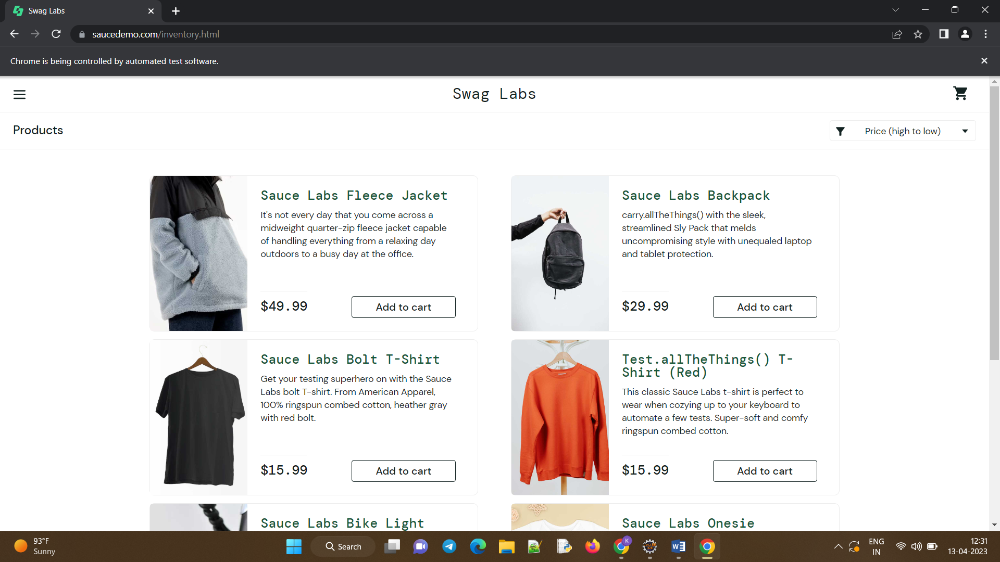 Swag Labs
saucedemo.com/inventory.html
Chrome is being controlled by automated test software.
Swag Labs
Products
Price (high to low)
Sauce Labs Fleece Jacket
It's not every day that you come across a
midweight quarter-zip fleece jacket capable
of handling everything from a relaxing day
outdoors to a busy day at the office.
$49.99
Add to cart
Sauce Labs Backpack
carry.allTheThings() with the sleek,
streamlined Sly Pack that melds
uncompromising style with unequaled laptop
and tablet protection.
$29.99
Add to cart
Sauce Labs Bolt T-Shirt
Get your testing superhero on with the Sauce
Labs bolt T-shirt. From American Apparel,
100% ringspun combed cotton, heather gray
with red bolt.
$15.99
Add to cart
Test.allTheThings() T-
Shirt (Red)
This classic Sauce Labs t-shirt is perfect to
wear when cozying up to your keyboard to
automate a few tests. Super-soft and comfy
ringspun combed cotton.
$15.99
Add to cart
Sauce Labs Bike Light
Sauce Labs Onesie
93°F
Sunny
Search
K
ENG
IN
12:31
13-04-2023